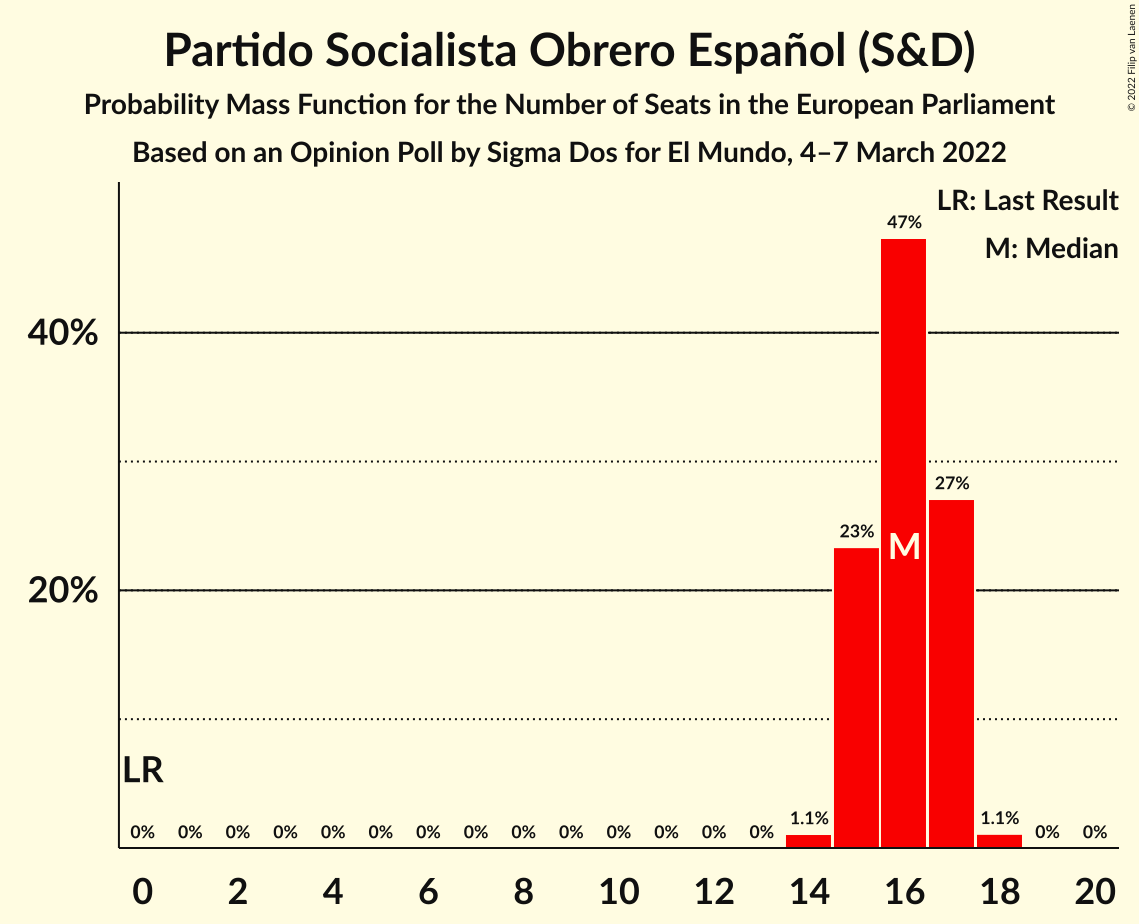 Partido Socialista Obrero Español (S&D)
Probability Mass Function for the Number of Seats in the European Parliament
Based on an Opinion Poll by Sigma Dos for El Mundo, 4–7 March 2022
© 2022 Filip van Laenen
LR: Last Result
M: Median
47%
40%
27%
23%
M
20%
LR
0% 0% 0% 0% 0% 0% 0% 0% 0% 0% 0% 0% 0% 0% 1.1% 1.1% 0% 0%
0 2 4 6 8 10 12 14 16 18 20